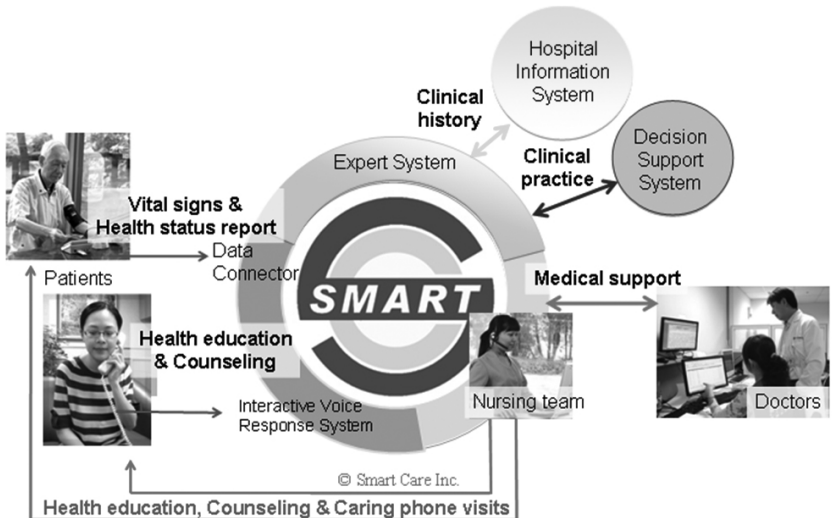 Hospital
Information
System
Clinical
history
Decision
Support
System
Expert System
Clinical
practice
Vital signs &
Health status report
Data
Connector
Patients
Medical support
SMART
Health education
& Counseling
Interactive Voice
Response System
Nursing team
Doctors
© Smart Care Inc.
Health education, Counseling & Caring phone visits